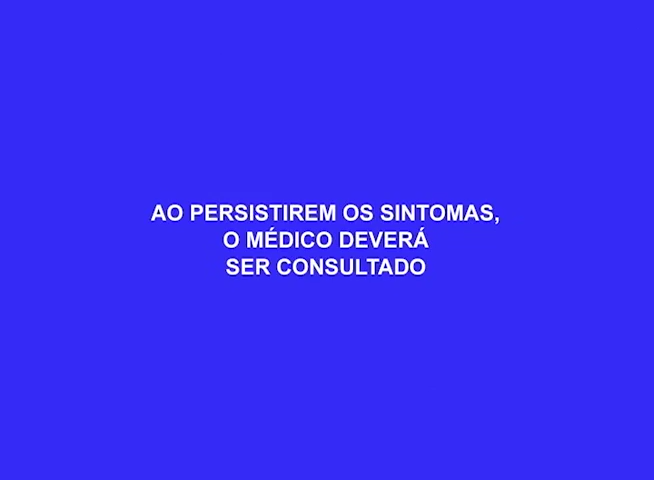 AO PERSISTIREM OS SINTOMAS,
O MÉDICO DEVERÁ
SER CONSULTADO